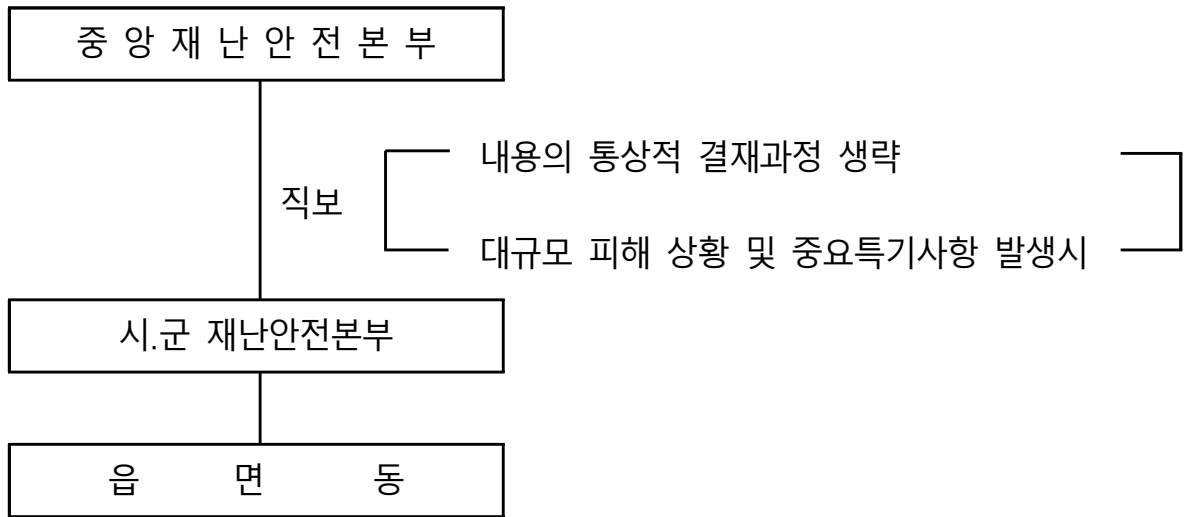 중 앙 재 난 안 전 본 부
내용의 통상적 결재과정 생략
직보
대규모 피해 상황 및 중요특기사항 발생시
시.군 재난안전본부
읍 면 동